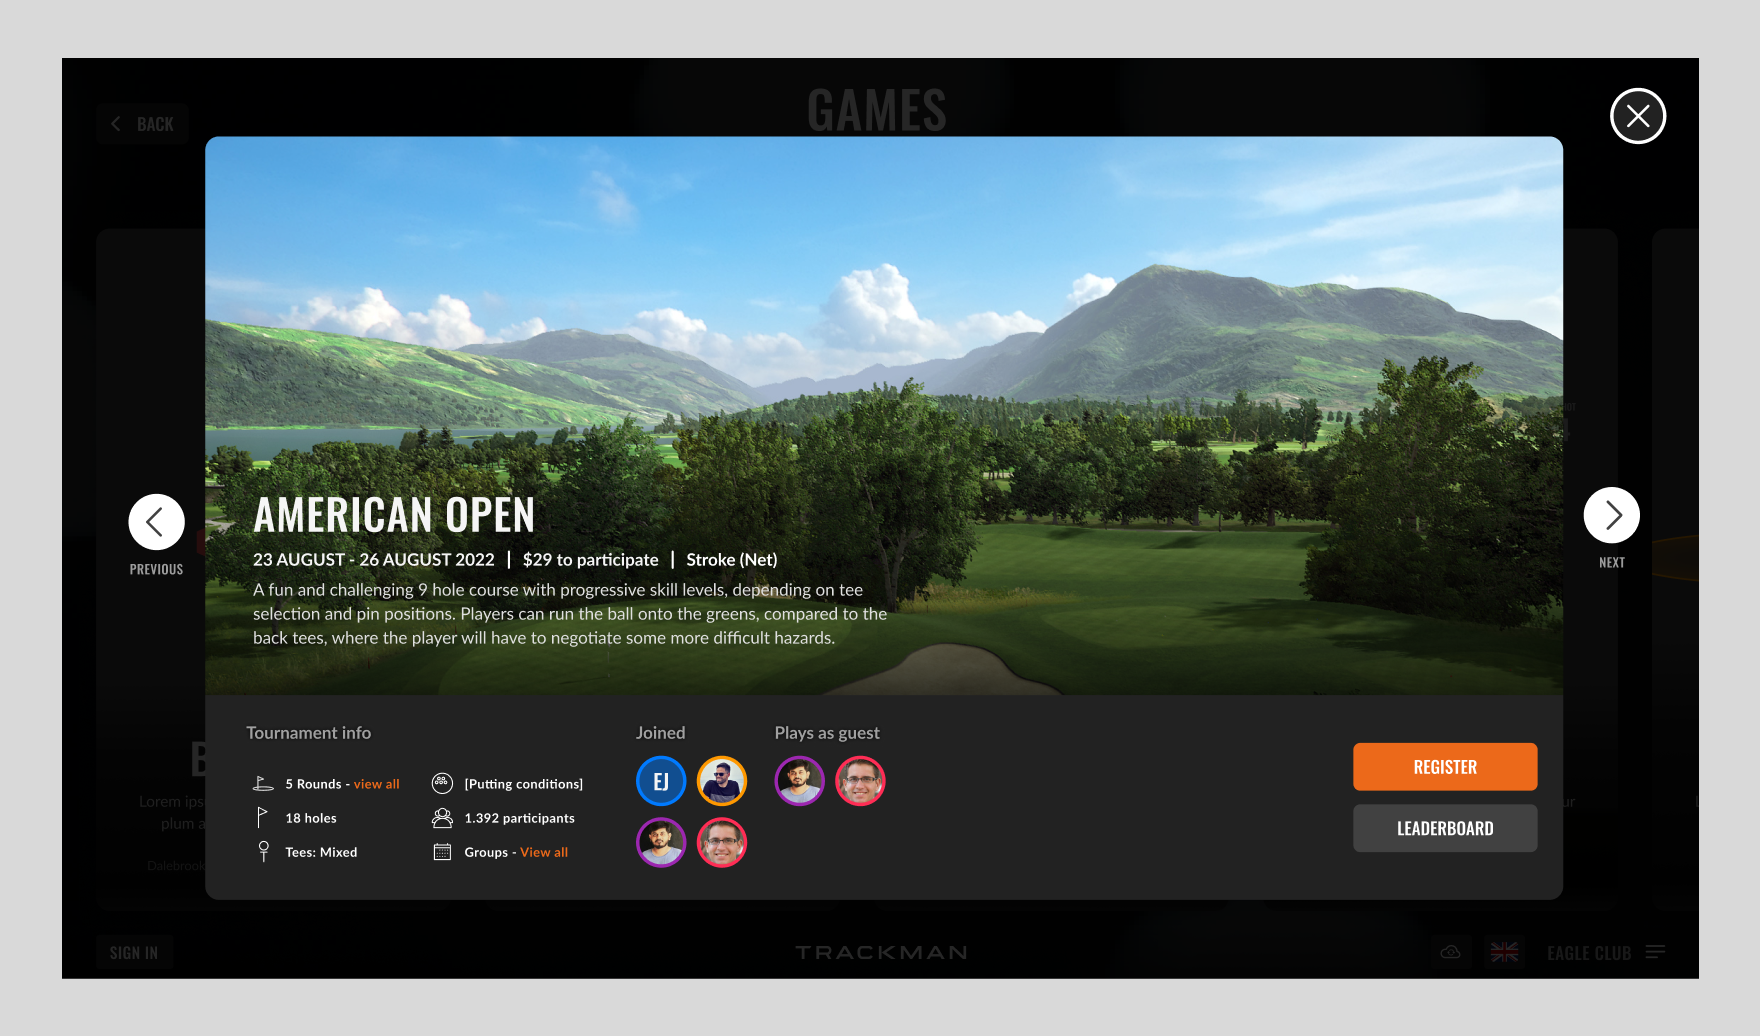 GAMES
BACK
AMERICAN OPEN
23 AUGUST - 26 AUGUST 2022 | $29 to participate | Stroke (Net)
A fun and challenging 9 hole course with progressive skill levels, depending on tee
selection and pin positions. Players can run the ball onto the greens, compared to the
back tees, where the player will have to negotiate some more difficult hazards.
PREVIOUS
NEXT
Tournament info
5 Rounds - view all
18 holes
Tees: Mixed
[Putting conditions]
1.392 participants
Groups - View all
Joined
EJ
Plays as guest
REGISTER
LEADERBOARD
B
Lorem ips
plum a
Dalebrook
ur
SIGN IN
TRACKMAN
EAGLE CLUB